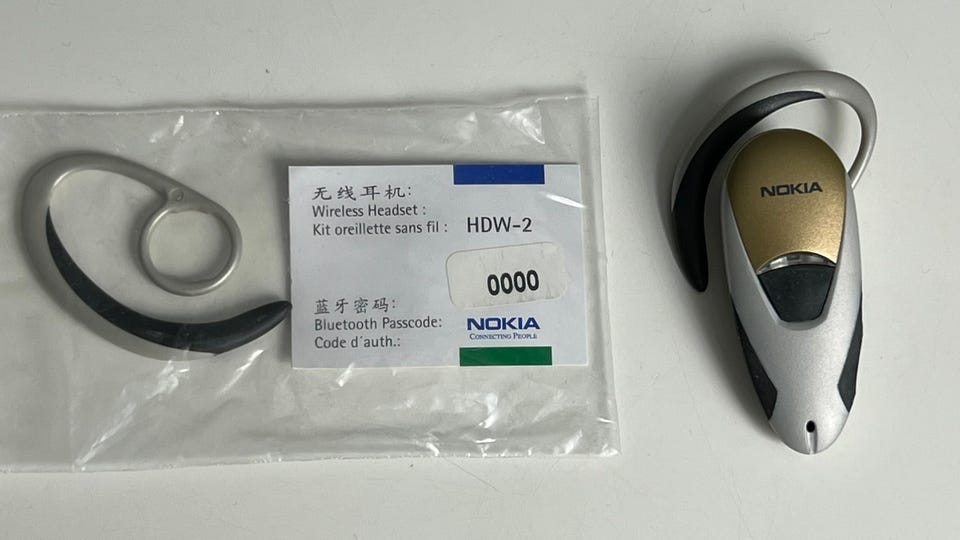 无线耳机:
Wireless Headset :
Kit oreillette sans fil : HDW-2
0000
蓝牙密码:
Bluetooth Passcode:
Code d´auth.:
NOKIA
CONNECTING PEOPLE
NOKIA